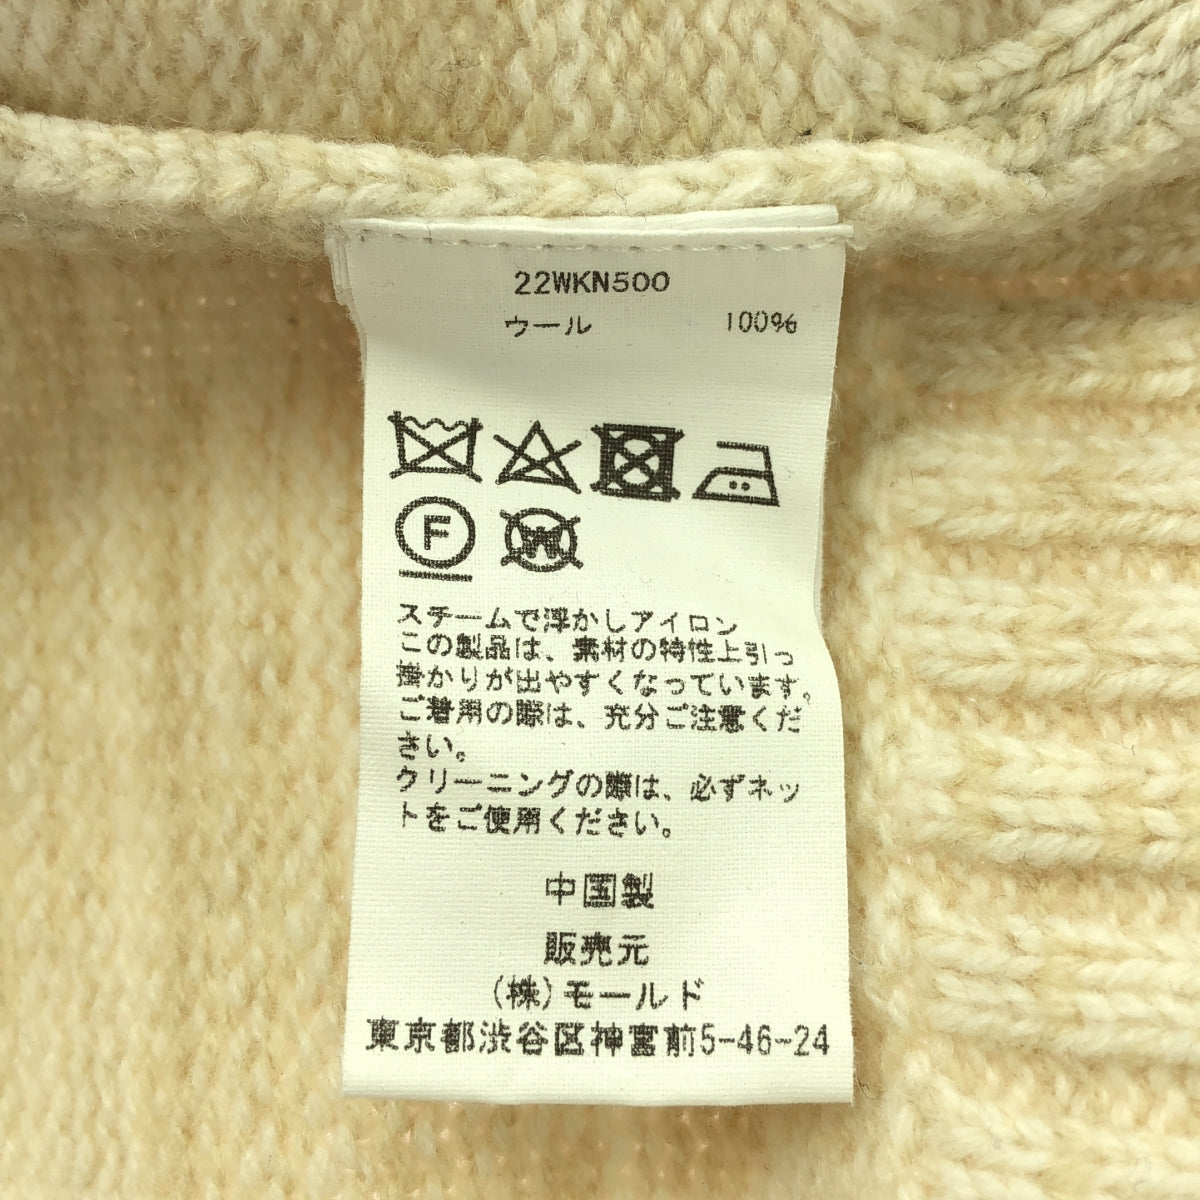 22WKN500
ウール 100%
F
W
スチームで浮かしアイロン
この製品は、素材の特性上引っ
掛かりが出やすくなっています。
ご着用の際は、充分ご注意くだ
さい。
クリーニングの際は、必ずネッ
トをご使用ください。
中国製
販売元
(株)モールド
東京都渋谷区神宮前5-46-24